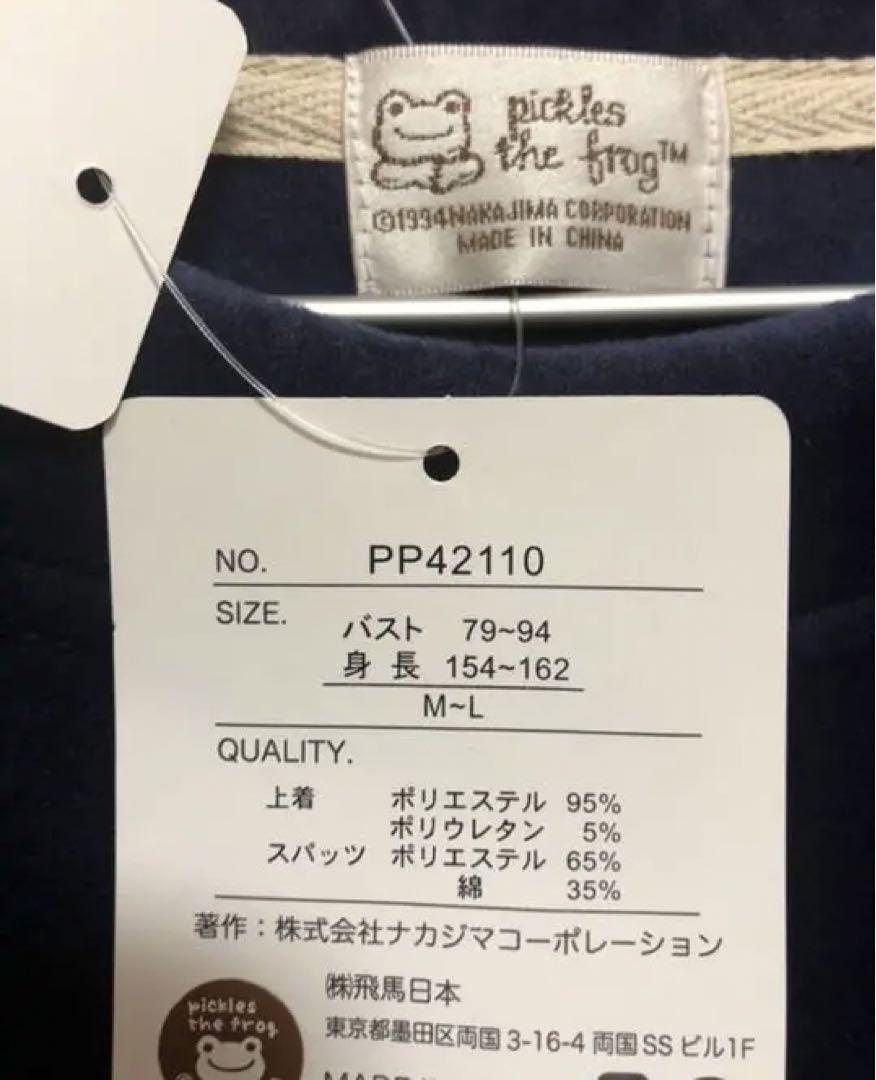 pickles
the frog™
©1994 NAKAJIMA CORPORATION
MADE IN CHINA
NO. PP42110
SIZE.
バスト 79~94
身長 154~162
M~L
QUALITY.
上着 ポリエステル 95%
ポリウレタン 5%
スパッツ ポリエステル 65%
綿 35%
著作：株式会社ナカジマコーポレーション
㈱飛馬日本
東京都墨田区両国3-16-4 両国SSビル1F
pickles
the frog